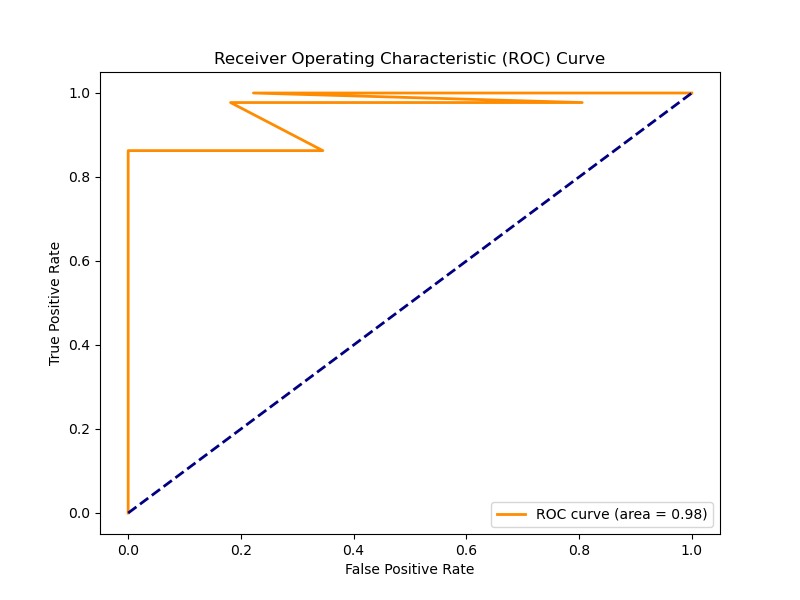 Receiver Operating Characteristic (ROC) Curve
1.0
0.8
0.6
0.4
0.2
0.0
True Positive Rate
0.0 0.2 0.4 0.6 0.8 1.0
False Positive Rate
ROC curve (area = 0.98)